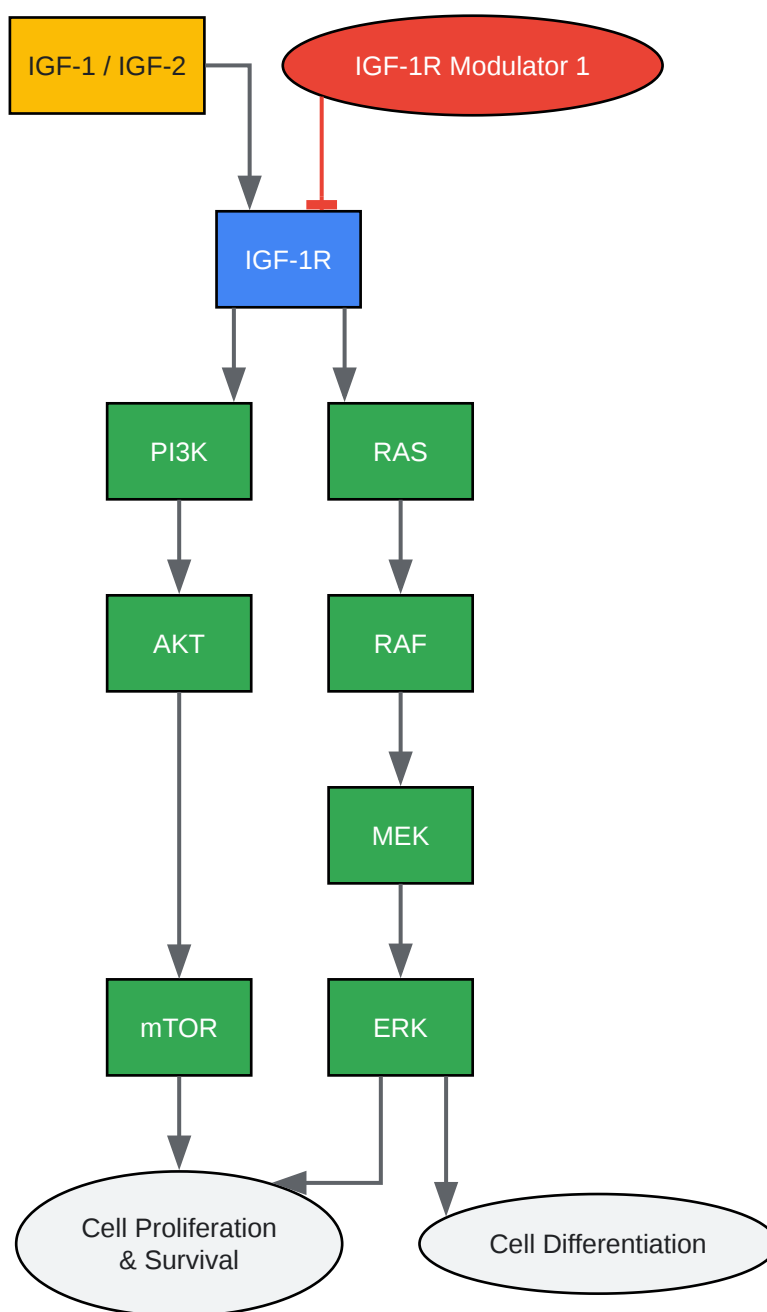 IGF-1 / IGF-2
IGF-1R Modulator 1
IGF-1R
PI3K
RAS
AKT
RAF
MEK
mTOR
ERK
Cell Proliferation
& Survival
Cell Differentiation